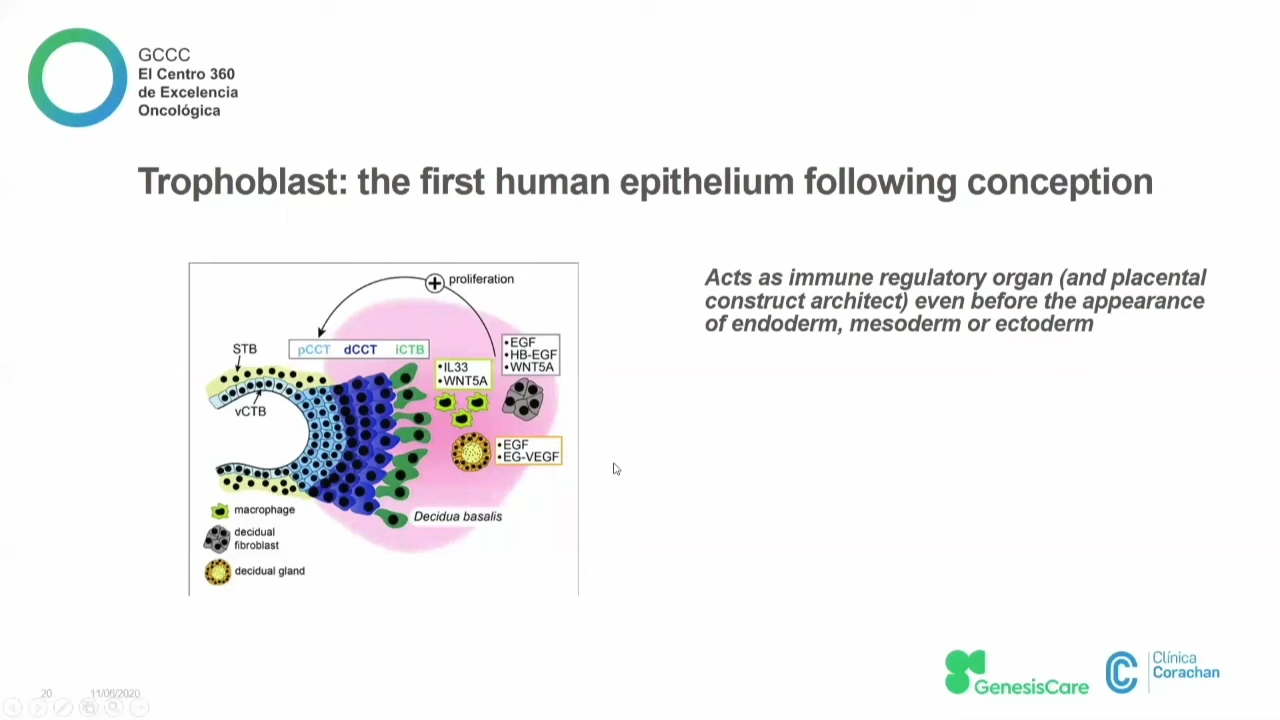 GCCC
El Centro 360
de Excelencia
Oncológica
Trophoblast: the first human epithelium following conception
proliferation
STB
pCCT dCCT iCTB
vCTB
•IL33
•WNT5A
•EGF
•HB-EGF
•WNT5A
•EGF
•EG-VEGF
macrophage
decidual
fibroblast
decidual gland
Decidua basalis
Acts as immune regulatory organ (and placental
construct architect) even before the appearance
of endoderm, mesoderm or ectoderm
GenesisCare
Clínica
Corachan
20
11/06/2020